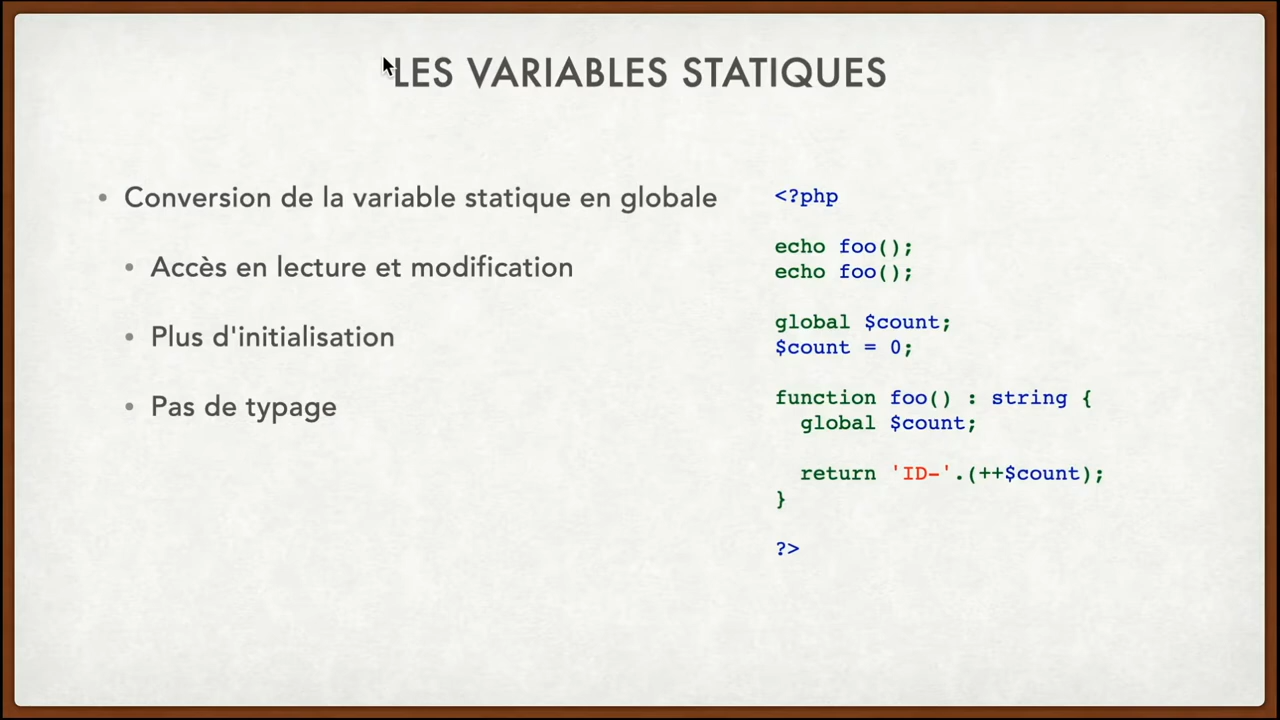 LES VARIABLES STATIQUES
• Conversion de la variable statique en globale
• Accès en lecture et modification
• Plus d'initialisation
• Pas de typage
<?php
echo foo();
echo foo();
global $count;
$count = 0;
function foo() : string {
global $count;
return 'ID-'.(++$count);
}
?>